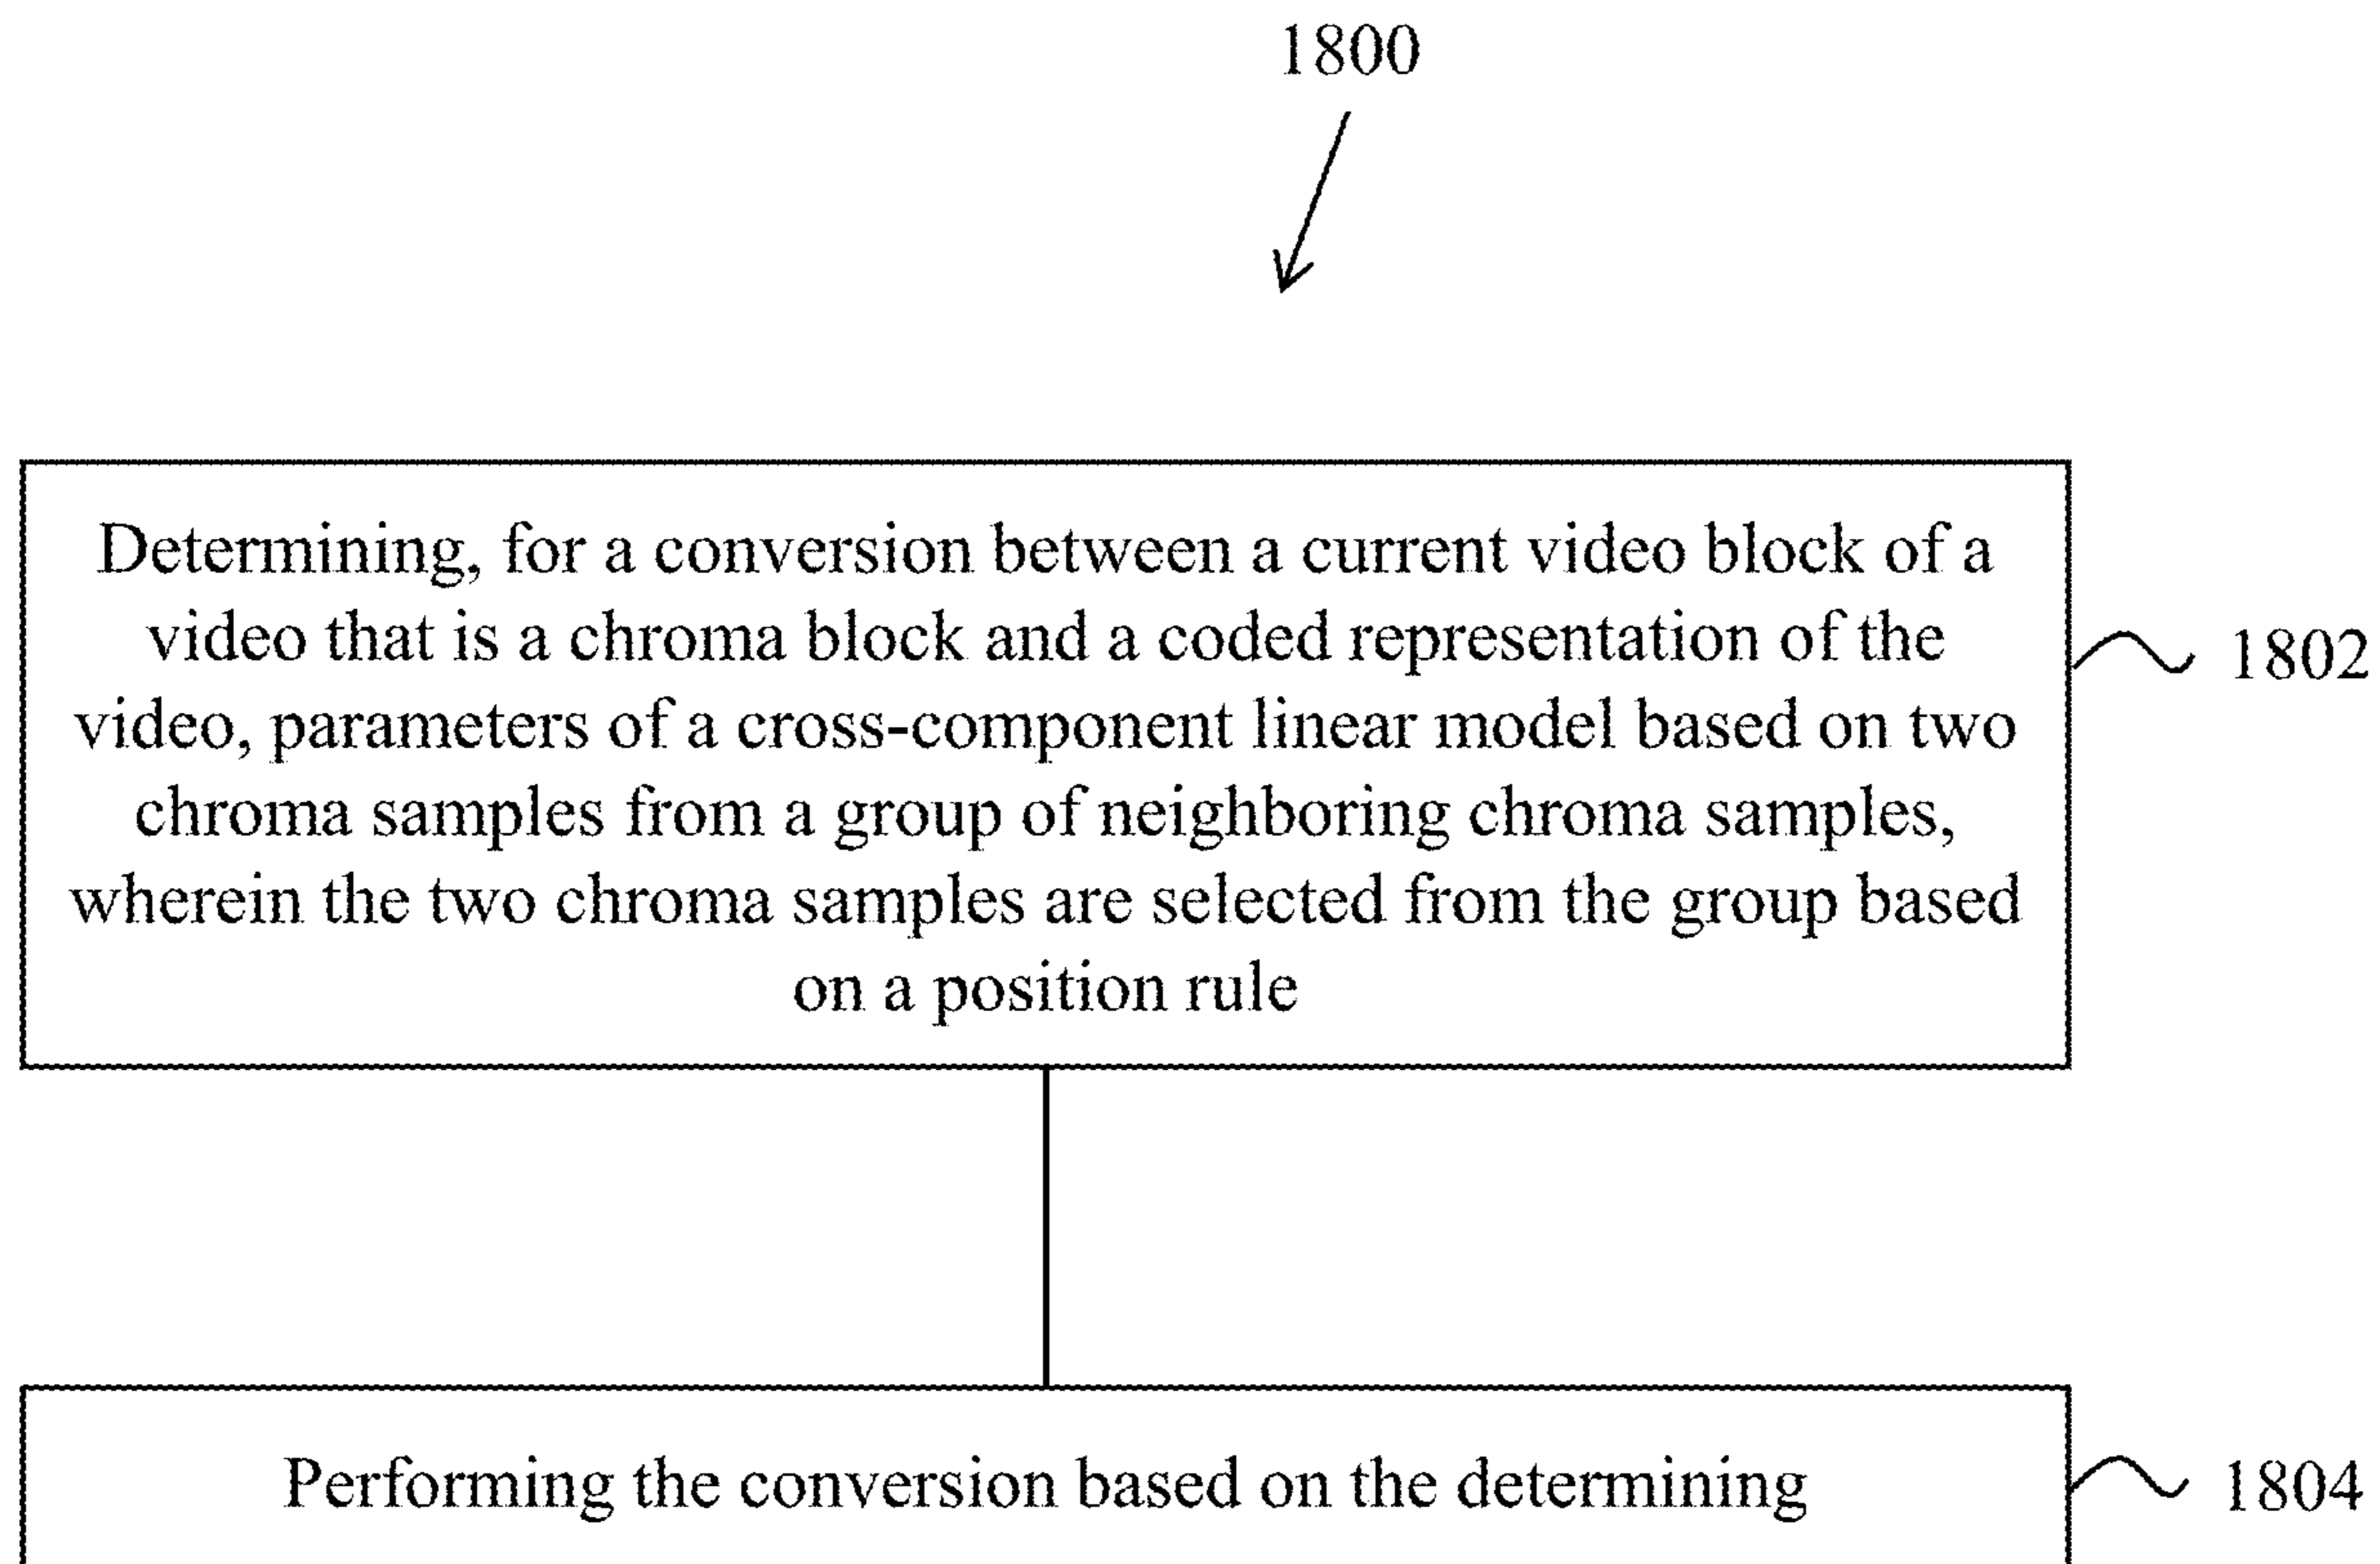 1800
Determining, for a conversion between a current video block of a
video that is a chroma block and a coded representation of the
video, parameters of a cross-component linear model based on two
chroma samples from a group of neighboring chroma samples,
wherein the two chroma samples are selected from the group based
on a position rule
1802
Performing the conversion based on the determining
1804